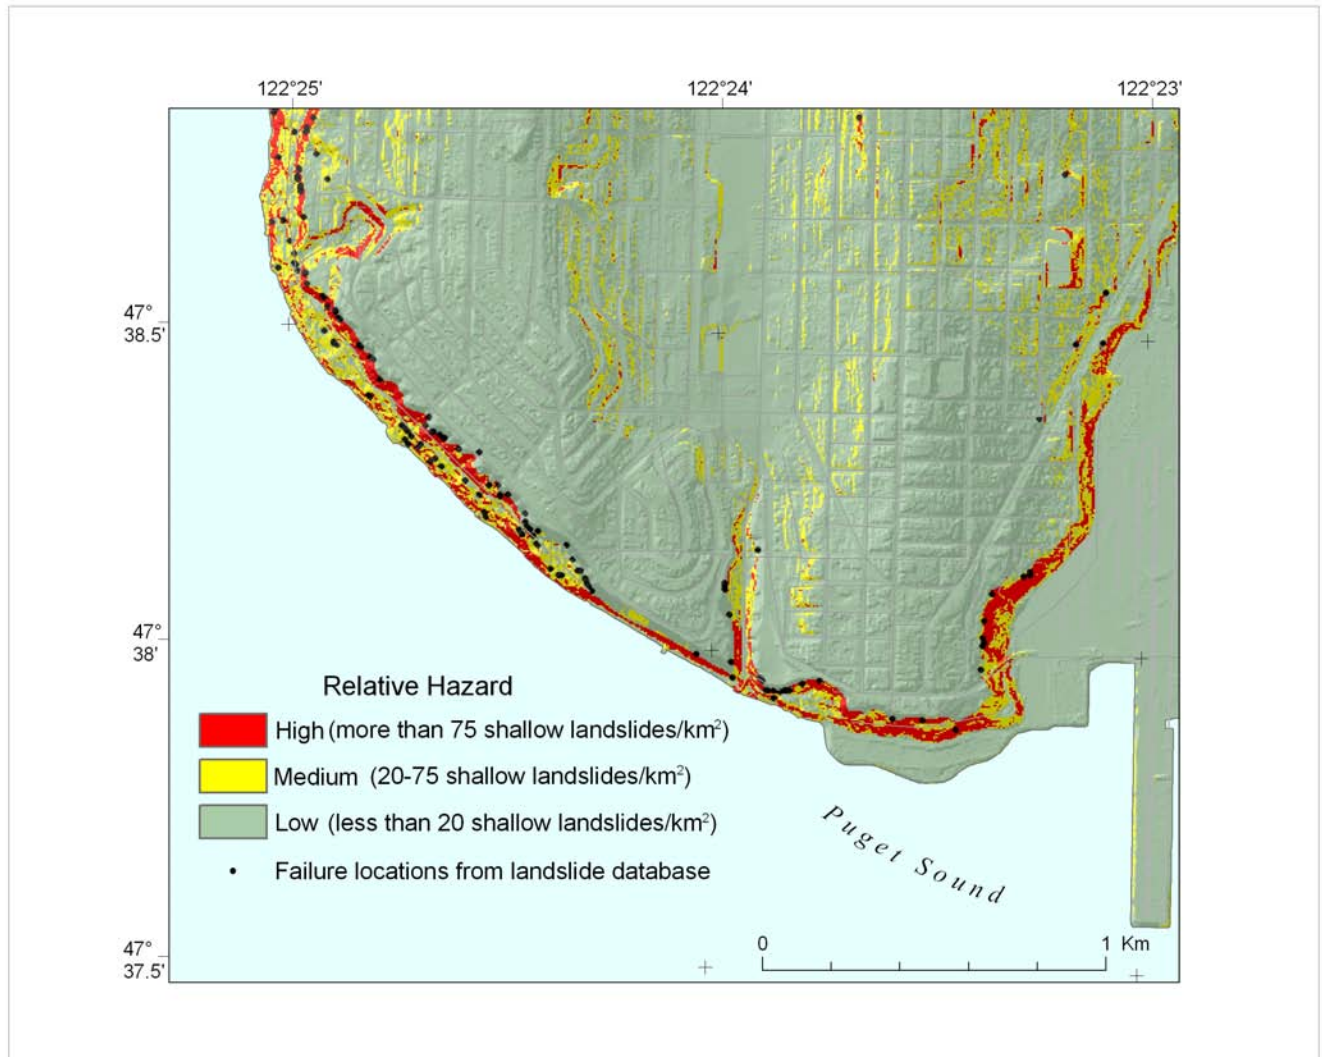 122°25'
122°24'
122°23'
47°
38.5'
47°
38'
Relative Hazard
High (more than 75 shallow landslides/km²)
Medium (20-75 shallow landslides/km²)
Low (less than 20 shallow landslides/km²)
Failure locations from landslide database
Puget Sound
47°
37.5'
0 1 Km